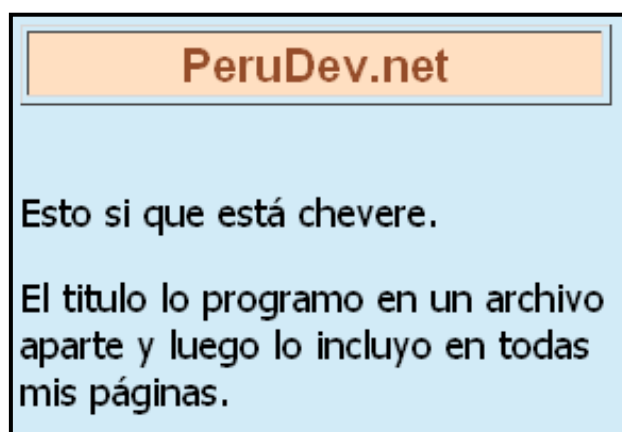 PeruDev.net
Esto si que está chevere.
El titulo lo programo en un archivo
aparte y luego lo incluyo en todas
mis páginas.